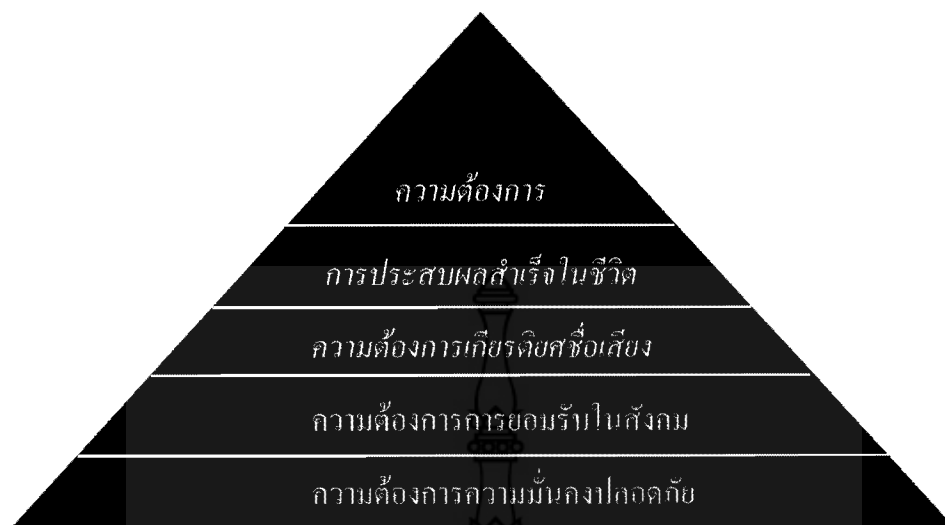 ความต้องการ
การประสบผลสำเร็จในชีวิต
ความต้องการเกียรติยศชื่อเสียง
ความต้องการการยอมรับในสังคม
ความต้องการความมั่นคงปลอดภัย